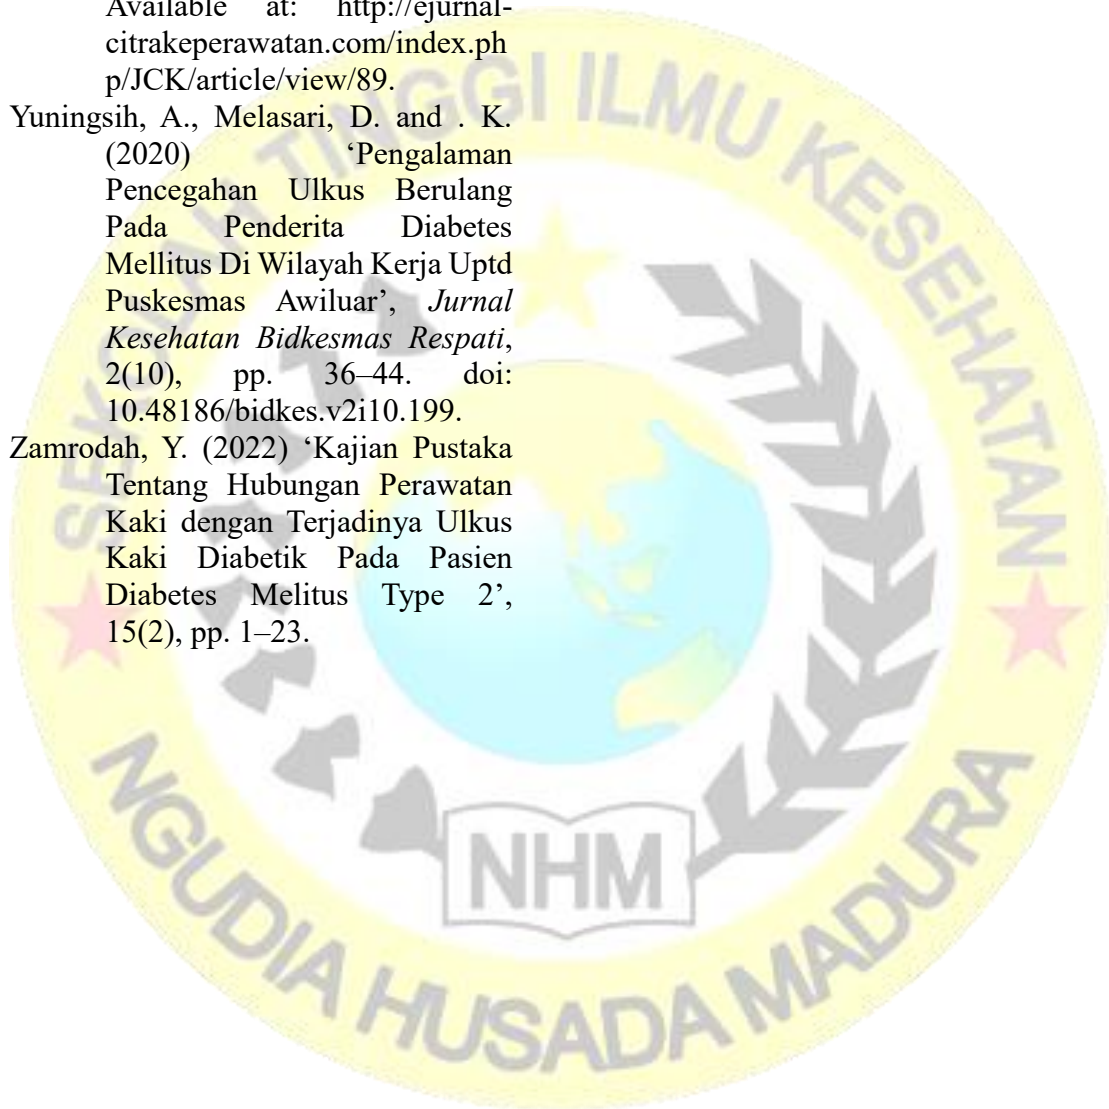 Available at: http://ejurnal-
citrakeperawatan.com/index.ph
p/JCK/article/view/89.
Yuningsih, A., Melasari, D. and . K.
(2020) ‘Pengalaman
Pencegahan Ulkus Berulang
Pada Penderita Diabetes
Mellitus Di Wilayah Kerja Uptd
Puskesmas Awiluar’, Jurnal
Kesehatan Bidkesmas Respati,
2(10), pp. 36–44. doi:
10.48186/bidkes.v2i10.199.
Zamrodah, Y. (2022) ‘Kajian Pustaka
Tentang Hubungan Perawatan
Kaki dengan Terjadinya Ulkus
Kaki Diabetik Pada Pasien
Diabetes Melitus Type 2’,
15(2), pp. 1–23.
SEKOLAH TINGGI ILMU KESEHATAN
NHM
NGUDIA HUSADA MADURA